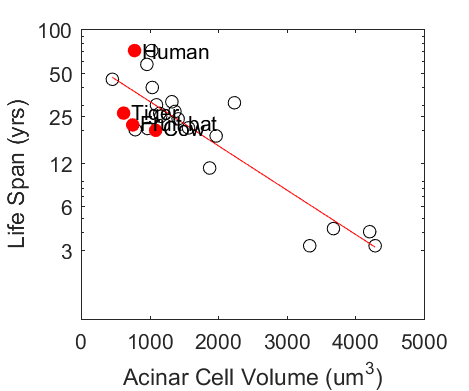 100
50
25
12
6
3
Life Span (yrs)
Human
Tiger
Fruit bat
Cow
0
1000
2000
3000
4000
5000
Acinar Cell Volume (um3)